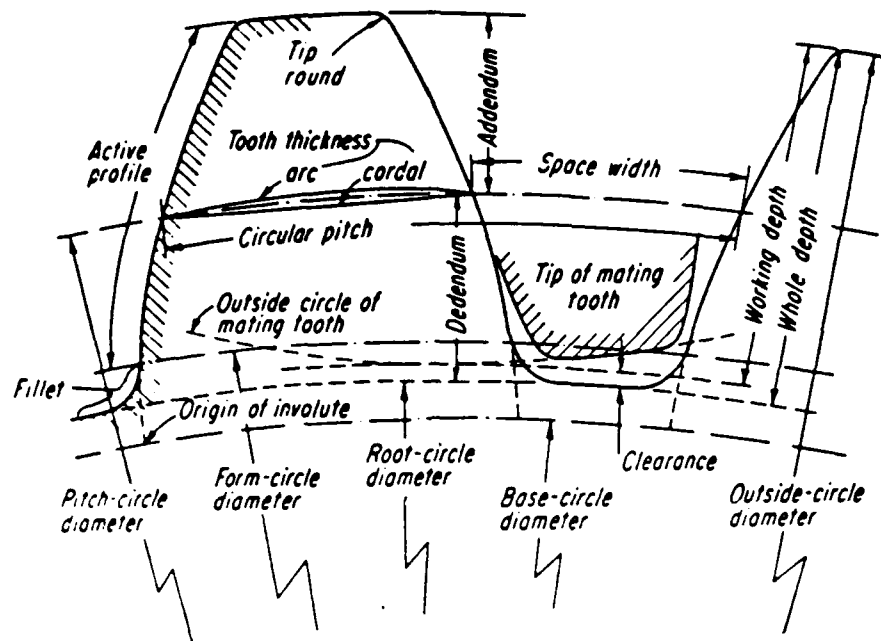 Tip
round
Addendum
Tooth thickness
arc
cordal
Active
profile
Space width
Circular pitch
Working depth
Whole depth
Dedendum
Tip of mating
tooth
Outside circle of
mating tooth
Fillet
Origin of involute
Clearance
Pitch-circle
diameter
Form-circle
diameter
Root-circle
diameter
Base-circle
diameter
Outside-circle
diameter